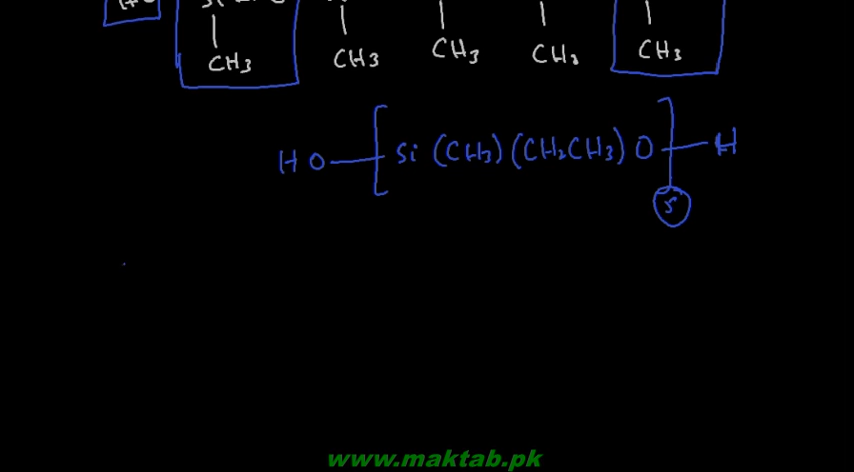 CH3 CH3 CH3 CH3 CH3
HO—[Si (CH3) (CH2CH3) O]—H
5
www.maktab.pk